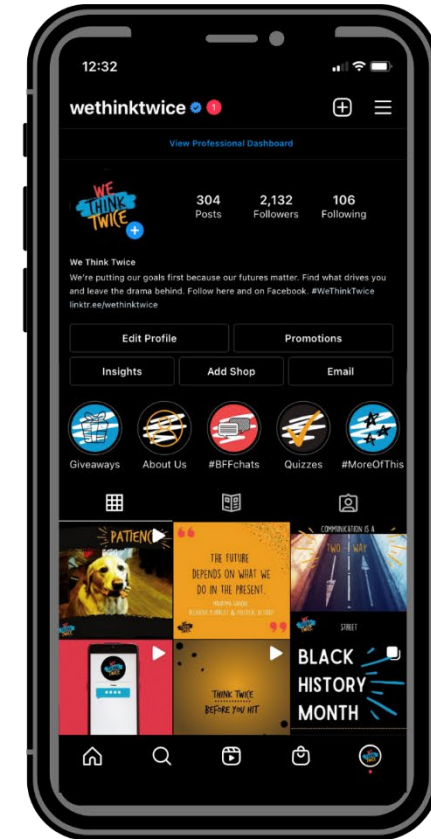 12:32
wethinktwice 1
View Professional Dashboard
WE
THINK
TWICE
304 2,132 106
Posts Followers Following
We Think Twice
We're putting our goals first because our futures matter. Find what drives you
and leave the drama behind. Follow here and on Facebook. #WeThinkTwice
linktr.ee/wethinktwice
Edit Profile Promotions
Insights Add Shop Email
Giveaways About Us #BFFchats Quizzes #MoreOfThis
PATIENC
THE FUTURE
DEPENDS ON WHAT WE
DO IN THE PRESENT.
COMMUNICATION IS A
TWO - WAY
STREET
THINK TWICE
BEFORE YOU HIT
BLACK
HISTORY
MONTH